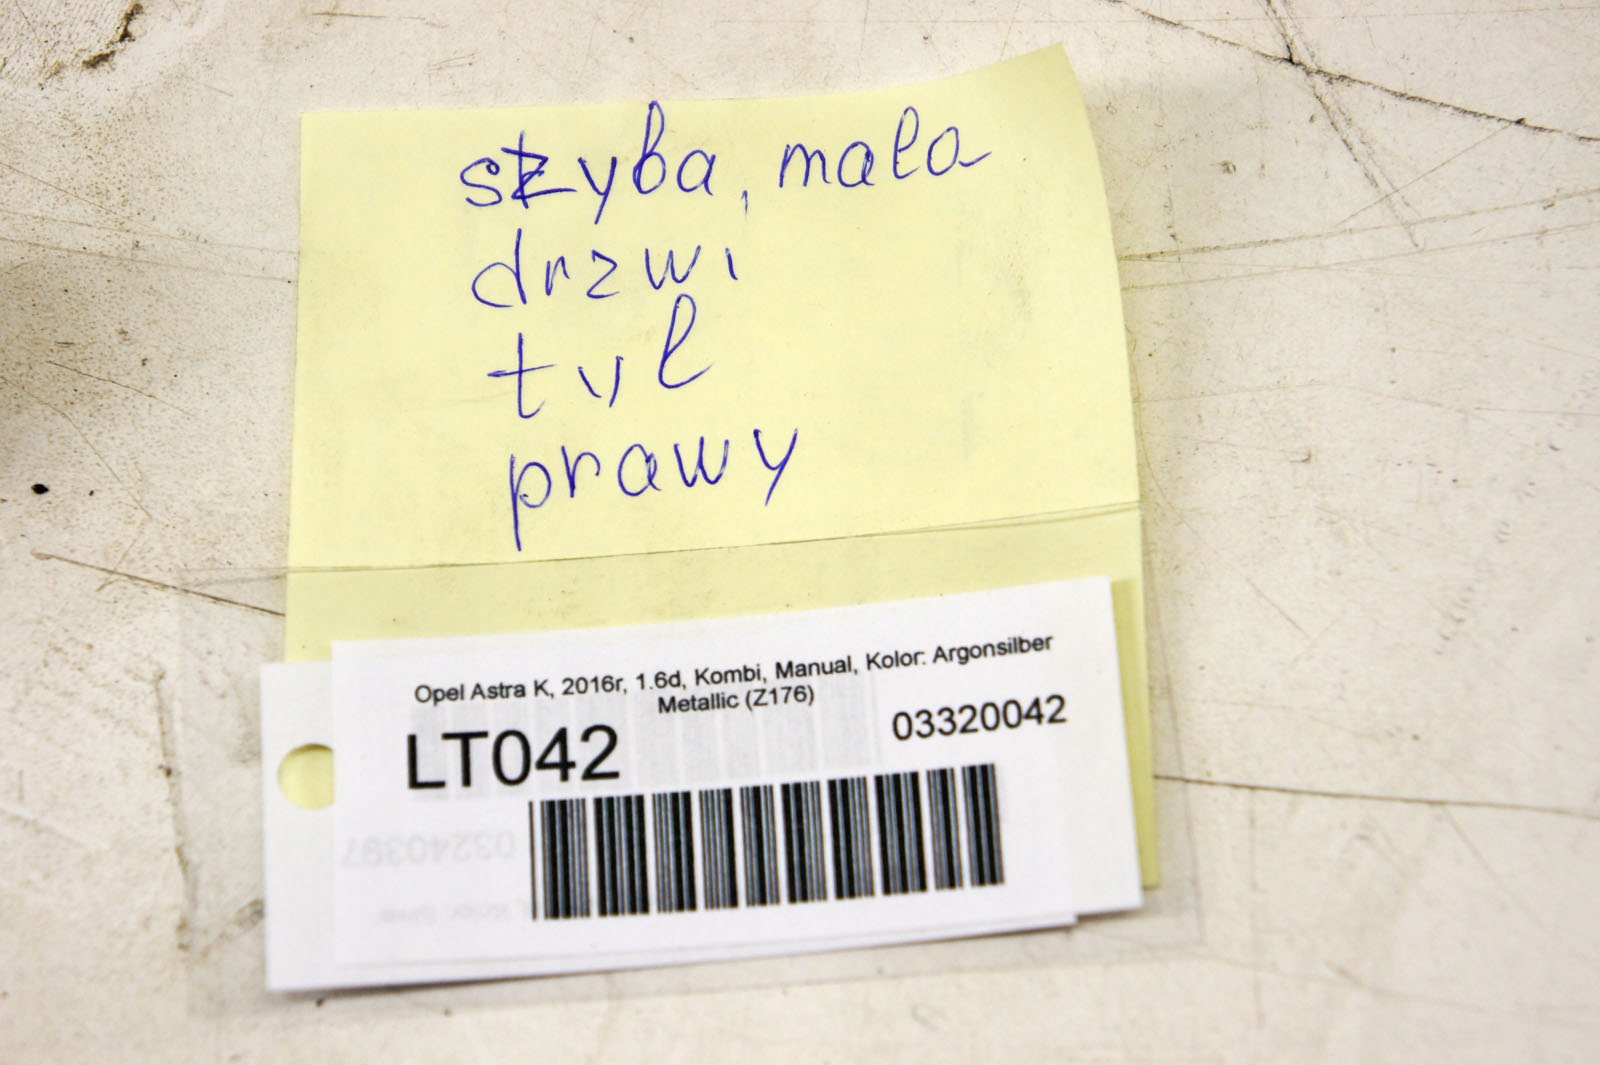 szyba, mała
drzwi
tył
prawy
Opel Astra K, 2016r, 1.6d, Kombi, Manual, Kolor: Argonsilber
Metallic (Z176)
LT042
03320042
03240397